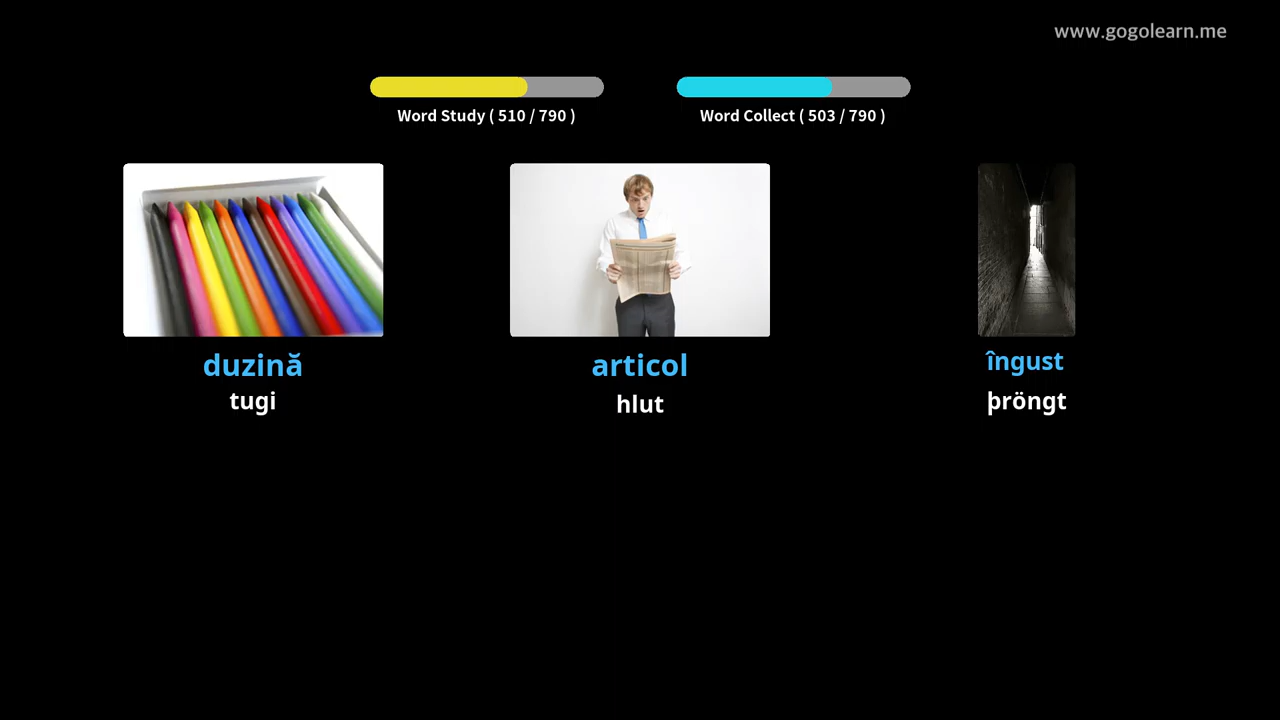 www.gogolearn.me
Word Study ( 510 / 790 )
Word Collect ( 503 / 790 )
duzină
tugi
articol
hlut
îngust
þröngt